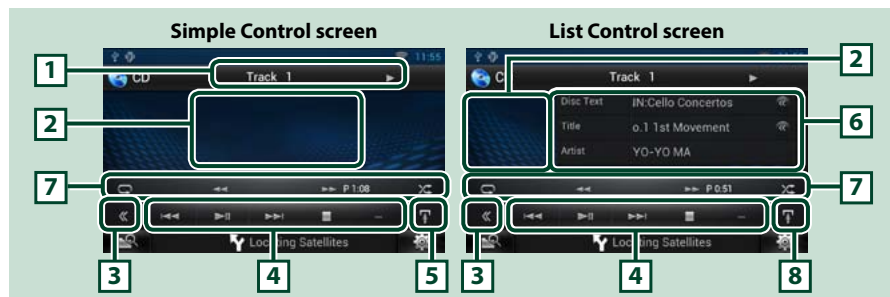 Simple Control screen
List Control screen
1
2
7
3
4
5
11:55
CD
Track 1
P 1:08
Locating Satellites
2
6
7
3
4
8
C
Track 1
Disc Text IN:Cello Concertos
Title o.1 1st Movement
Artist YO-YO MA
P 0:51
Locating Satellites